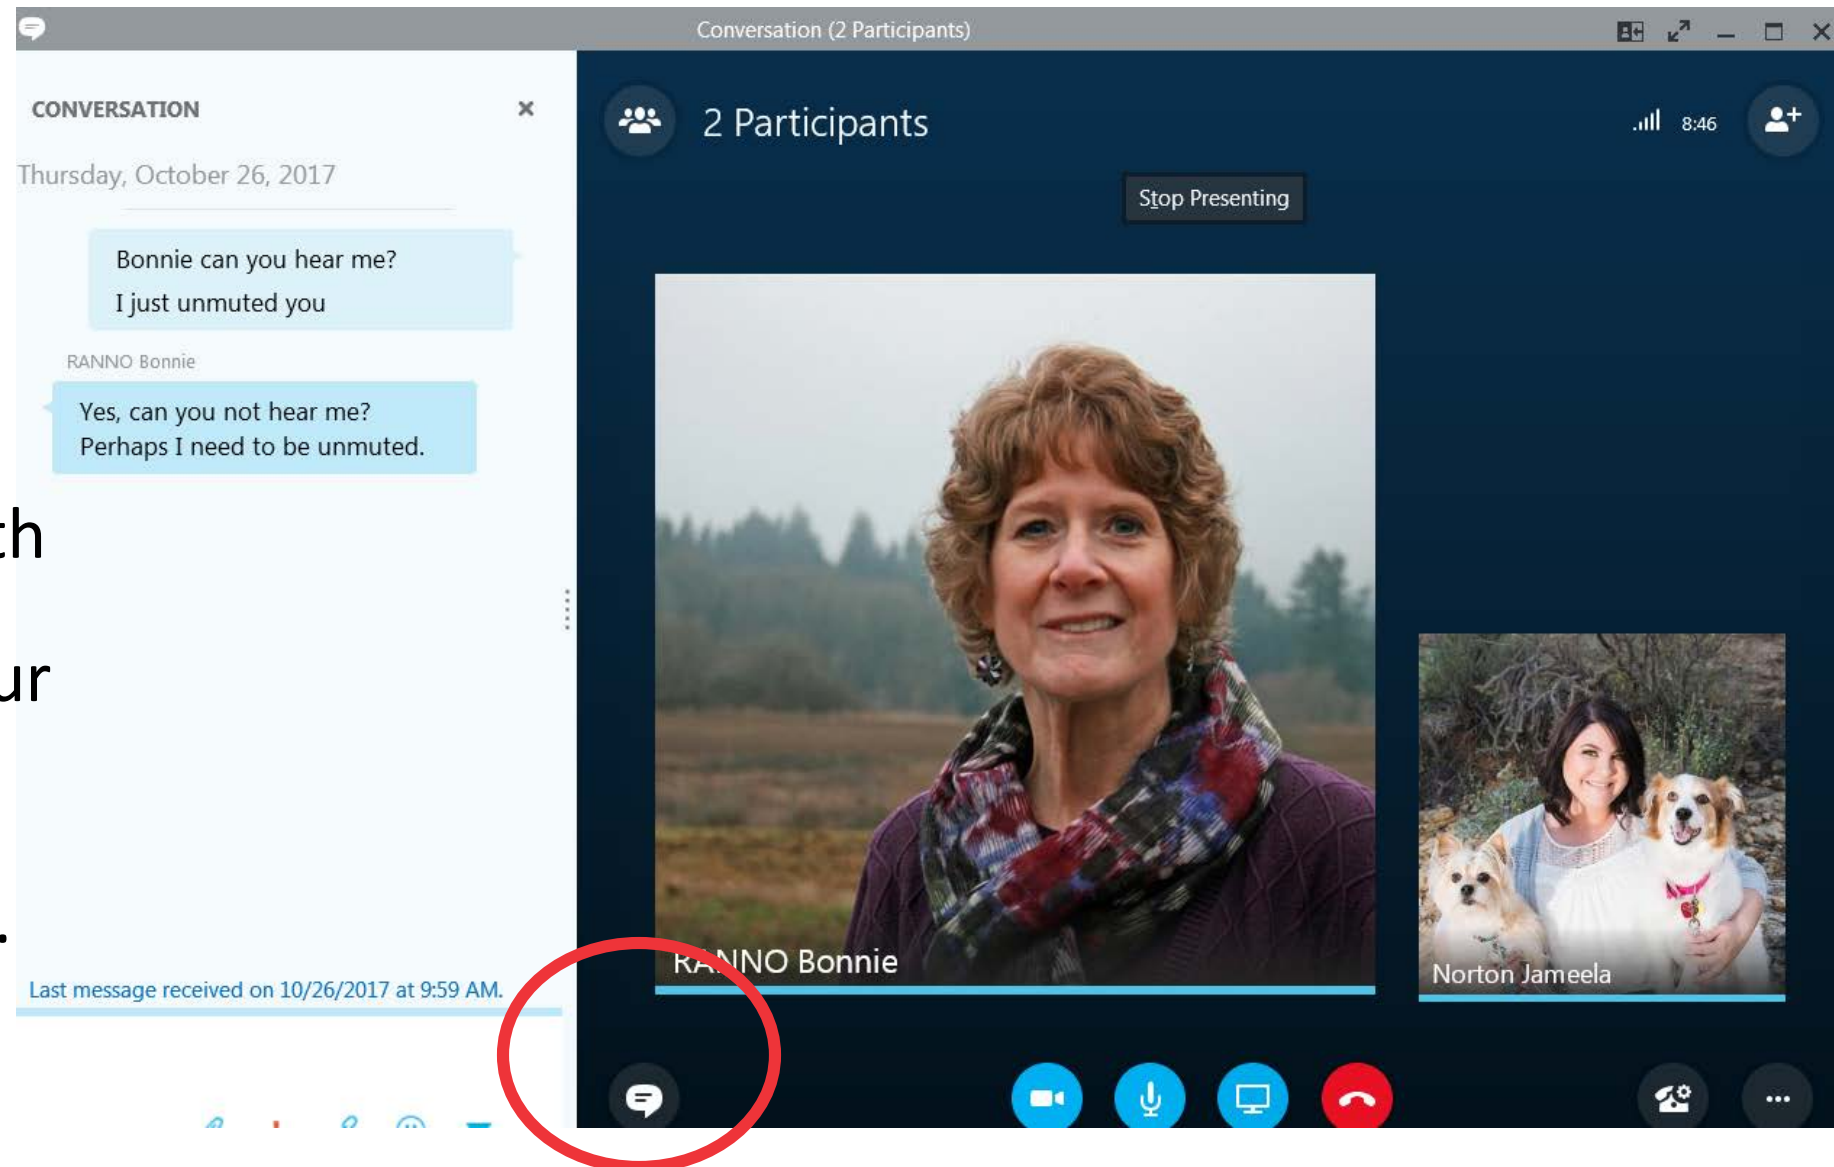 Conversation (2 Participants)
CONVERSATION
Thursday, October 26, 2017
Bonnie can you hear me?
I just unmuted you
RANNO Bonnie
Yes, can you not hear me?
Perhaps I need to be unmuted.
th
ur
.
Last message received on 10/26/2017 at 9:59 AM.
2 Participants
8:46
Stop Presenting
RANNO Bonnie
Norton Jameela